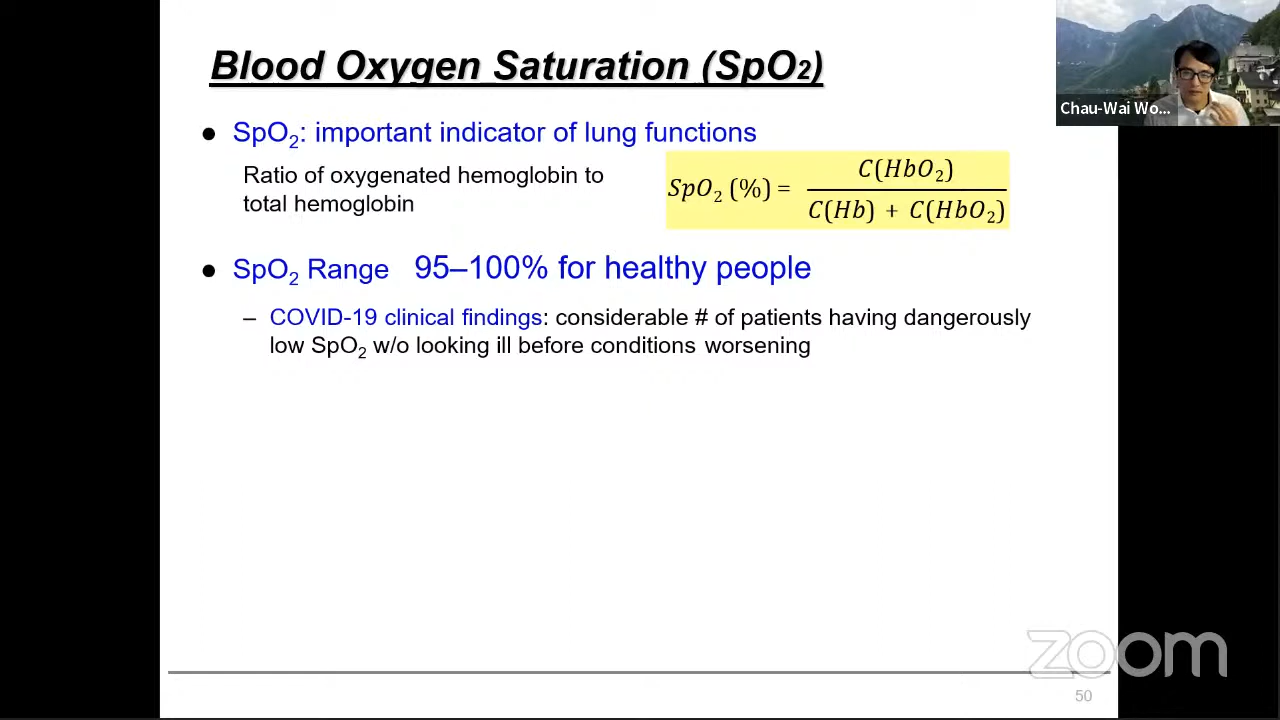 Blood Oxygen Saturation (SpO2)
Chau-Wai Wo...
● SpO2: important indicator of lung functions
Ratio of oxygenated hemoglobin to
total hemoglobin
SpO2 (%) = C(HbO2) / C(Hb) + C(HbO2)
● SpO2 Range 95–100% for healthy people
– COVID-19 clinical findings: considerable # of patients having dangerously
low SpO2 w/o looking ill before conditions worsening
zoom
50